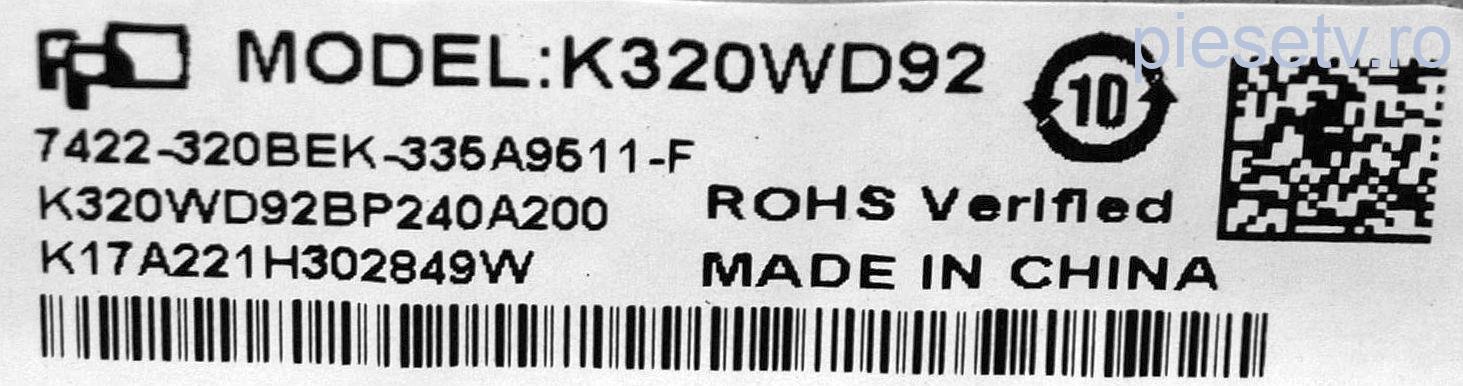 MODEL:K320WD92
10
piesetv.ro
7422-320BEK-335A9511-F
K320WD92BP240A200
ROHS Verified
K17A221H302849W
MADE IN CHINA